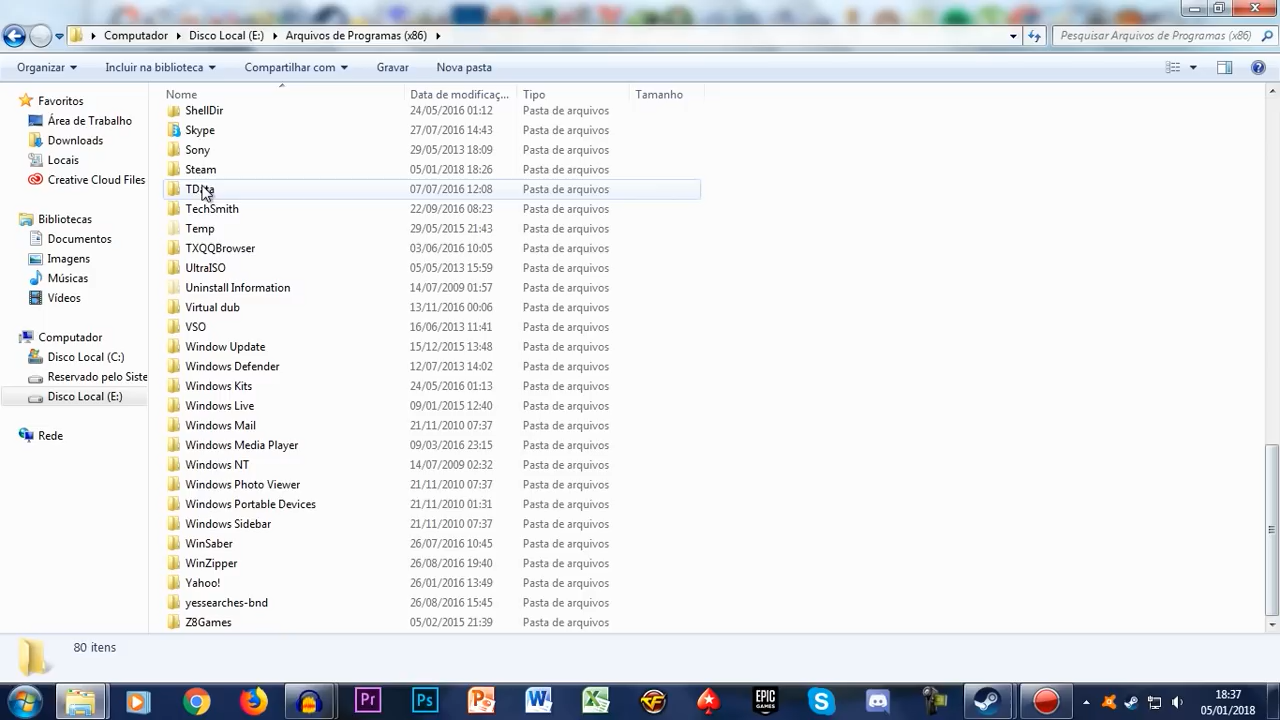 Computador Disco Local (E:) Arquivos de Programas (x86) Pesquisar Arquivos de Programas (x86)
Organizar Incluir na biblioteca Compartilhar com Gravar Nova pasta
Nome Data de modificaç... Tipo Tamanho
Favoritos
Área de Trabalho
Downloads
Locais
Creative Cloud Files
Bibliotecas
Documentos
Imagens
Músicas
Vídeos
Computador
Disco Local (C:)
Reservado pelo Siste
Disco Local (E:)
Rede
ShellDir 24/05/2016 01:12 Pasta de arquivos
Skype 27/07/2016 14:43 Pasta de arquivos
Sony 29/05/2013 18:09 Pasta de arquivos
Steam 05/01/2018 18:26 Pasta de arquivos
07/07/2016 12:08 Pasta de arquivos
TechSmith 22/09/2016 08:23 Pasta de arquivos
Temp 29/05/2015 21:43 Pasta de arquivos
TXQQBrowser 03/06/2016 10:05 Pasta de arquivos
UltraISO 05/05/2013 15:59 Pasta de arquivos
Uninstall Information 14/07/2009 01:57 Pasta de arquivos
Virtual dub 13/11/2016 00:06 Pasta de arquivos
VSO 16/06/2013 11:41 Pasta de arquivos
Window Update 15/12/2015 13:48 Pasta de arquivos
Windows Defender 12/07/2013 14:02 Pasta de arquivos
Windows Kits 24/05/2016 01:13 Pasta de arquivos
Windows Live 09/01/2015 12:40 Pasta de arquivos
Windows Mail 21/11/2010 07:37 Pasta de arquivos
Windows Media Player 09/03/2016 23:15 Pasta de arquivos
Windows NT 14/07/2009 02:32 Pasta de arquivos
Windows Photo Viewer 21/11/2010 07:37 Pasta de arquivos
Windows Portable Devices 21/11/2010 01:31 Pasta de arquivos
Windows Sidebar 21/11/2010 07:37 Pasta de arquivos
WinSaber 26/07/2016 10:45 Pasta de arquivos
WinZipper 26/08/2016 19:40 Pasta de arquivos
Yahoo! 26/01/2016 13:49 Pasta de arquivos
yessearches-bnd 26/08/2016 15:45 Pasta de arquivos
Z8Games 05/02/2015 21:39 Pasta de arquivos
80 itens
Pr Ps EPIC GAMES
18:37
05/01/2018